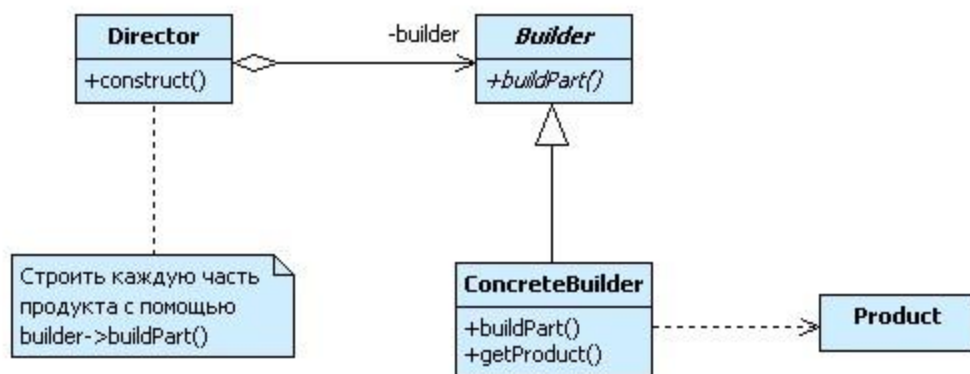 Director
+construct()
-builder
Builder
+buildPart()
Строить каждую часть
продукта с помощью
builder->buildPart()
ConcreteBuilder
+buildPart()
+getProduct()
Product